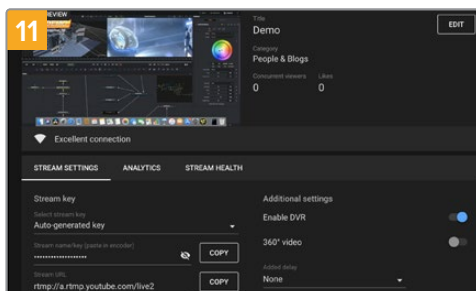 11
PREVIEW
Title
Demo
EDIT
Category
People & Blogs
Concurrent viewers
Likes
0
0
Excellent connection
STREAM SETTINGS
ANALYTICS
STREAM HEALTH
Stream key
Select stream key
Auto-generated key
Stream name/key (paste in encoder)
COPY
Stream URL
rtmp://a.rtmp.youtube.com/live2
COPY
Additional settings
Enable DVR
360° video
Added delay
None